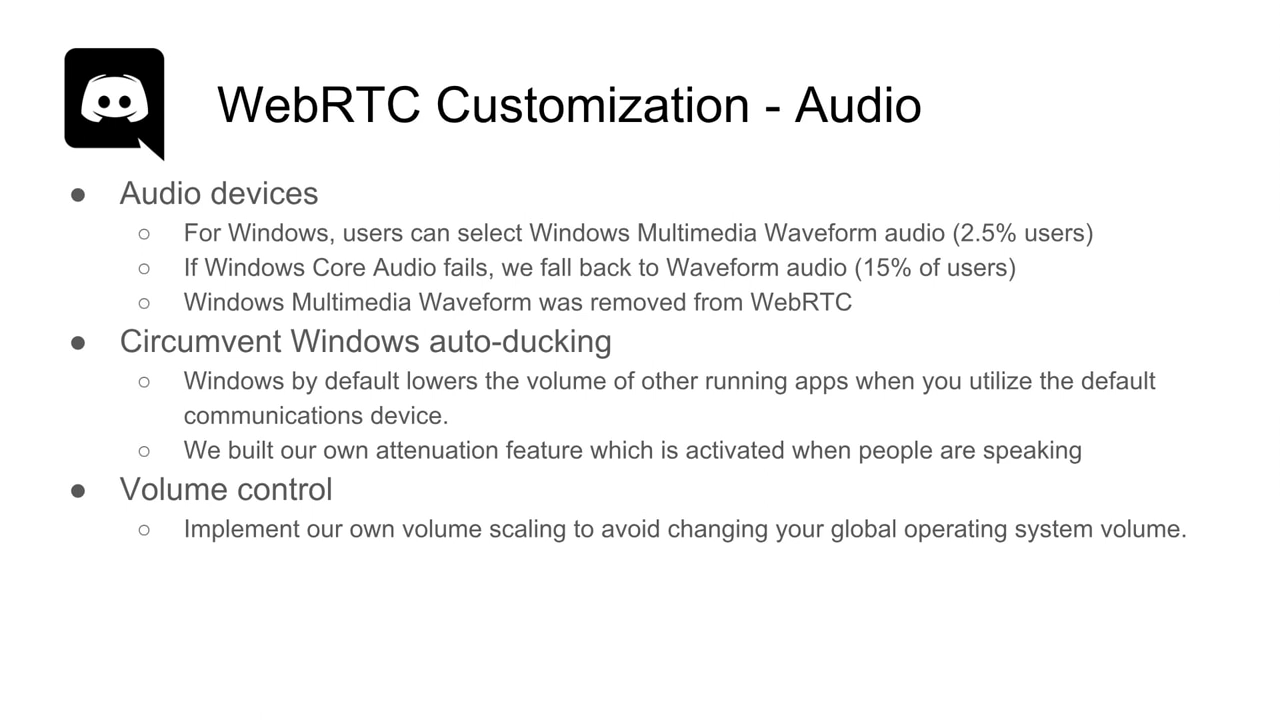 WebRTC Customization - Audio
● Audio devices
○ For Windows, users can select Windows Multimedia Waveform audio (2.5% users)
○ If Windows Core Audio fails, we fall back to Waveform audio (15% of users)
○ Windows Multimedia Waveform was removed from WebRTC
● Circumvent Windows auto-ducking
○ Windows by default lowers the volume of other running apps when you utilize the default
communications device.
○ We built our own attenuation feature which is activated when people are speaking
● Volume control
○ Implement our own volume scaling to avoid changing your global operating system volume.